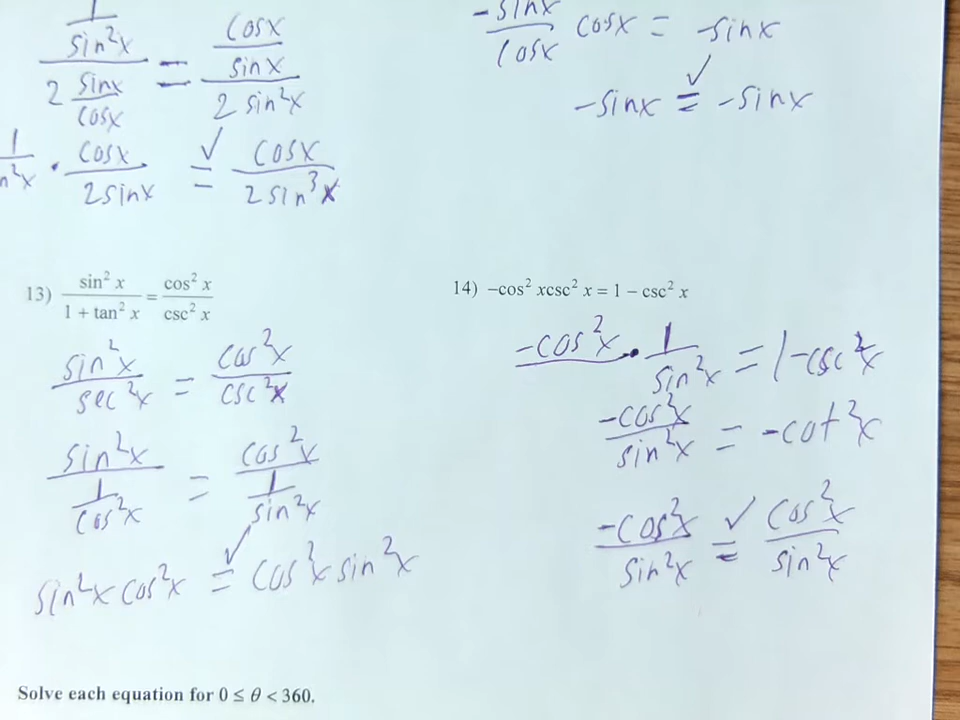 1/sin²x / 2 sinx/cosx = cosx/sinx / 2 sin²x
1/n²x · cosx/2sinx =✓ cosx/2sin³x
-sinx/cosx cosx = -sinx
-sinx =✓ -sinx
13) sin² x / 1 + tan² x = cos² x / csc² x
sin²x/sec²x = cos²x/csc²x
sin²x / 1/cos²x = cos²x / 1/sin²x
sin²x cos²x =✓ cos²x sin²x
14) −cos² xcsc² x = 1 − csc² x
-cos²x · 1/sin²x = 1-csc²x
-cos²x/sin²x = -cot²x
-cos²x/sin²x =✓ cos²x/sin²x
Solve each equation for 0 ≤ θ < 360.